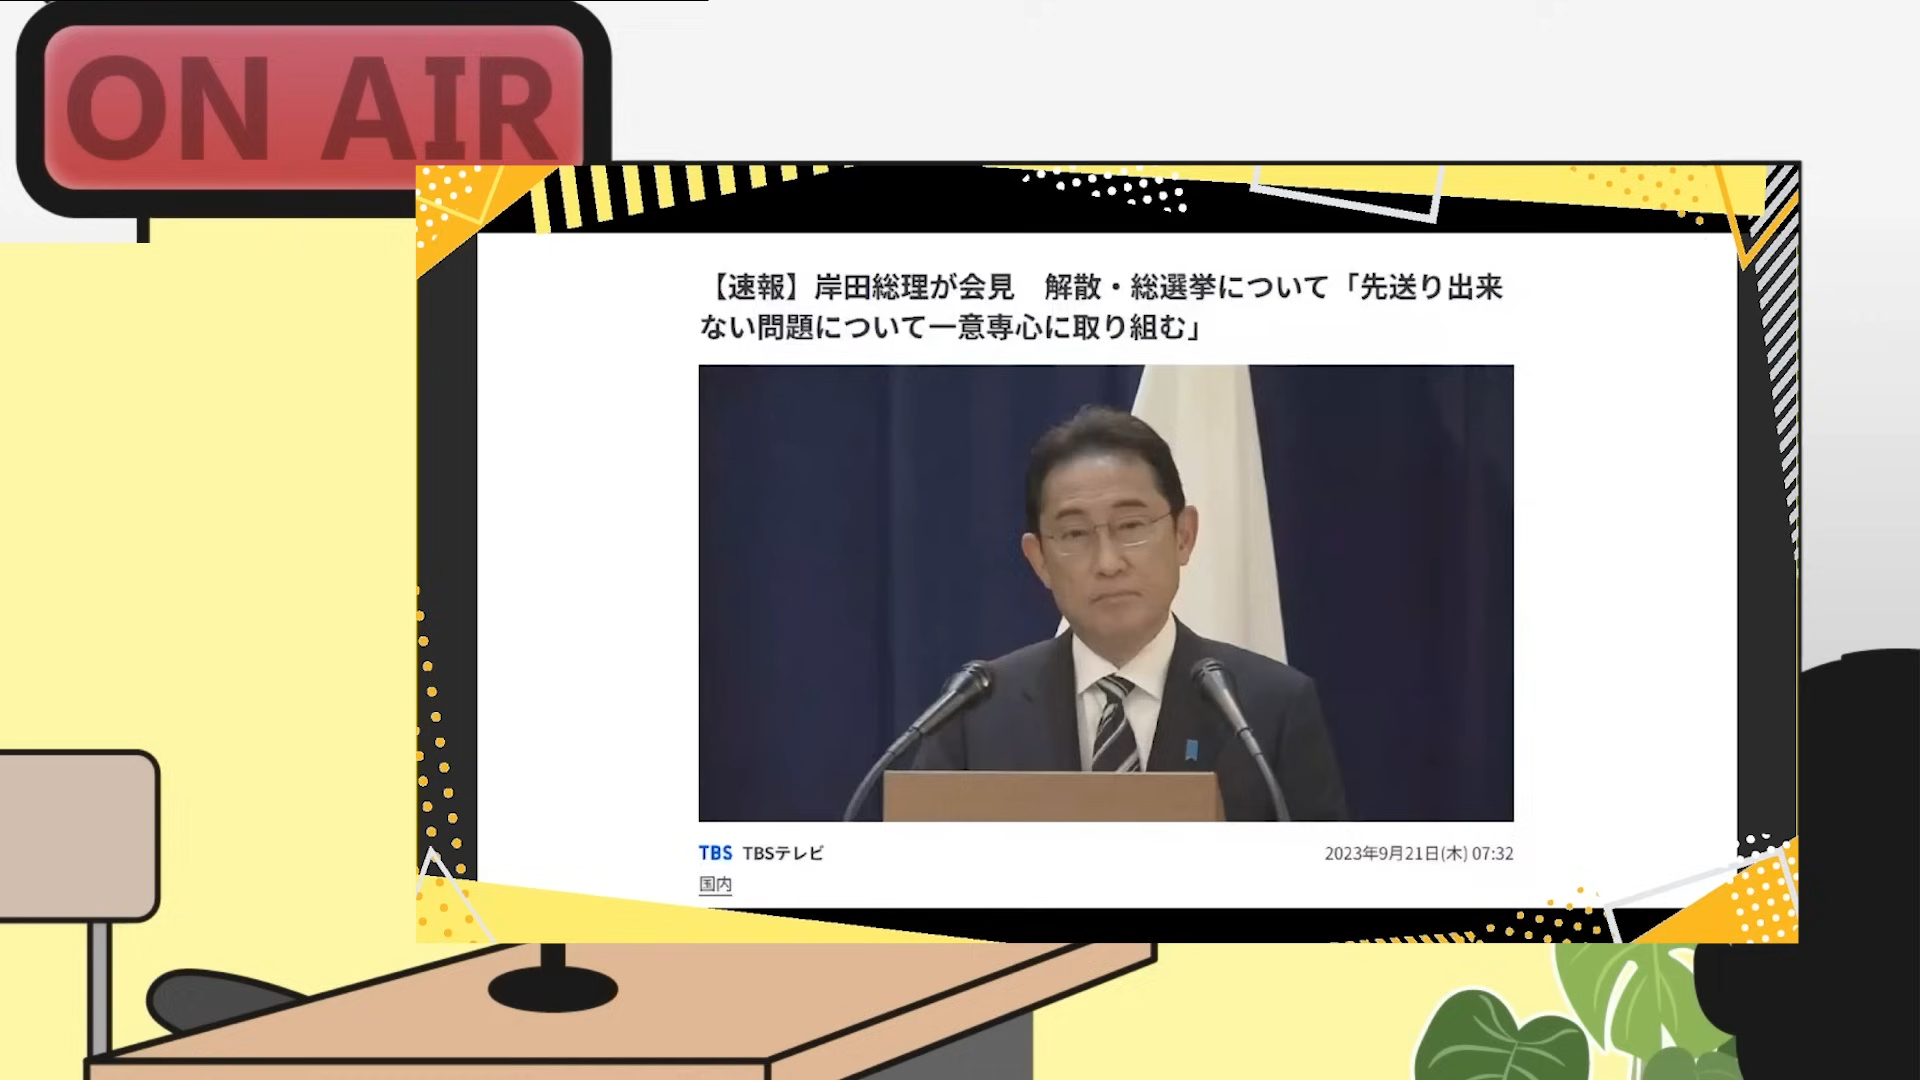 ON AIR
【速報】岸田総理が会見　解散・総選挙について「先送り出来
ない問題について一意専心に取り組む」
TBS TBSテレビ
2023年9月21日(木) 07:32
国内